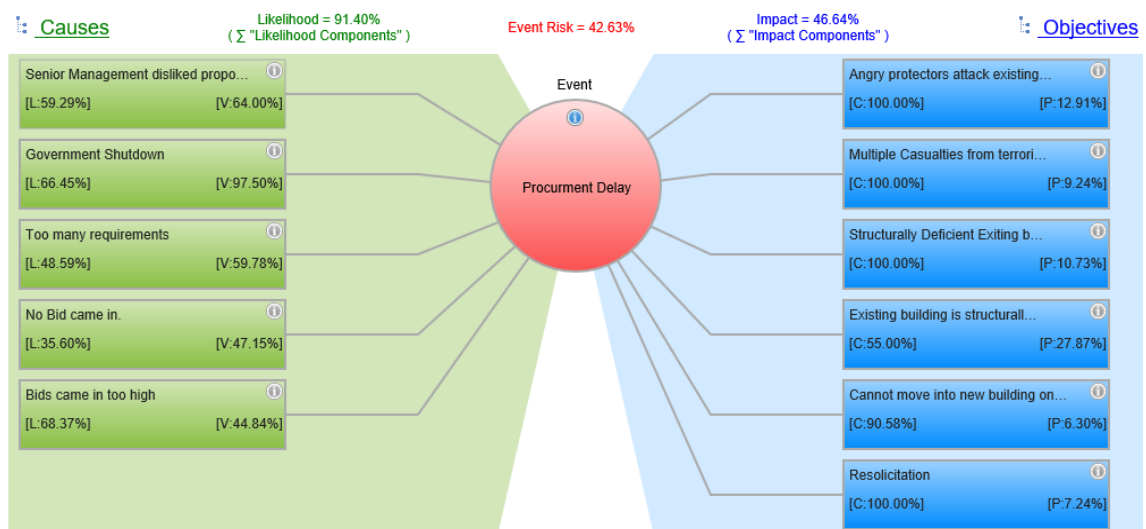 Causes
Likelihood = 91.40%
( ∑ "Likelihood Components" )
Event Risk = 42.63%
Impact = 46.64%
( ∑ "Impact Components" )
Objectives
Senior Management disliked propo...
[L:59.29%] [V:64.00%]
Government Shutdown
[L:66.45%] [V:97.50%]
Too many requirements
[L:48.59%] [V:59.78%]
No Bid came in.
[L:35.60%] [V:47.15%]
Bids came in too high
[L:68.37%] [V:44.84%]
Event
Procurment Delay
Angry protectors attack existing...
[C:100.00%] [P:12.91%]
Multiple Casualties from terrori...
[C:100.00%] [P:9.24%]
Structurally Deficient Exiting b...
[C:100.00%] [P:10.73%]
Existing building is structurall...
[C:55.00%] [P:27.87%]
Cannot move into new building on...
[C:90.58%] [P:6.30%]
Resolicitation
[C:100.00%] [P:7.24%]